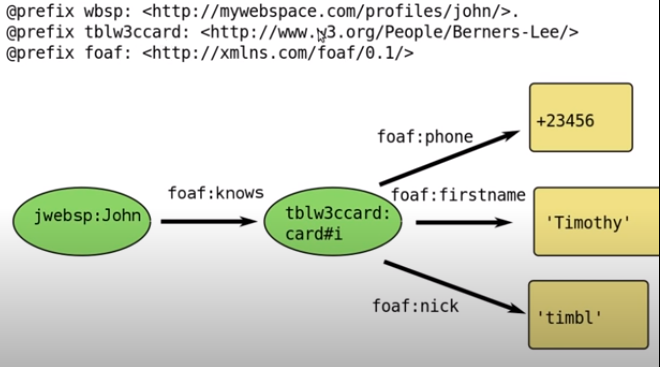 @prefix wbsp: <http://mywebspace.com/profiles/john/>.
@prefix tblw3ccard: <http://www.w3.org/People/Berners-Lee/>
@prefix foaf: <http://xmlns.com/foaf/0.1/>
foaf:phone
+23456
foaf:knows
foaf:firstname
jwebsp:John
tblw3ccard:
card#i
'Timothy'
foaf:nick
'timbl'